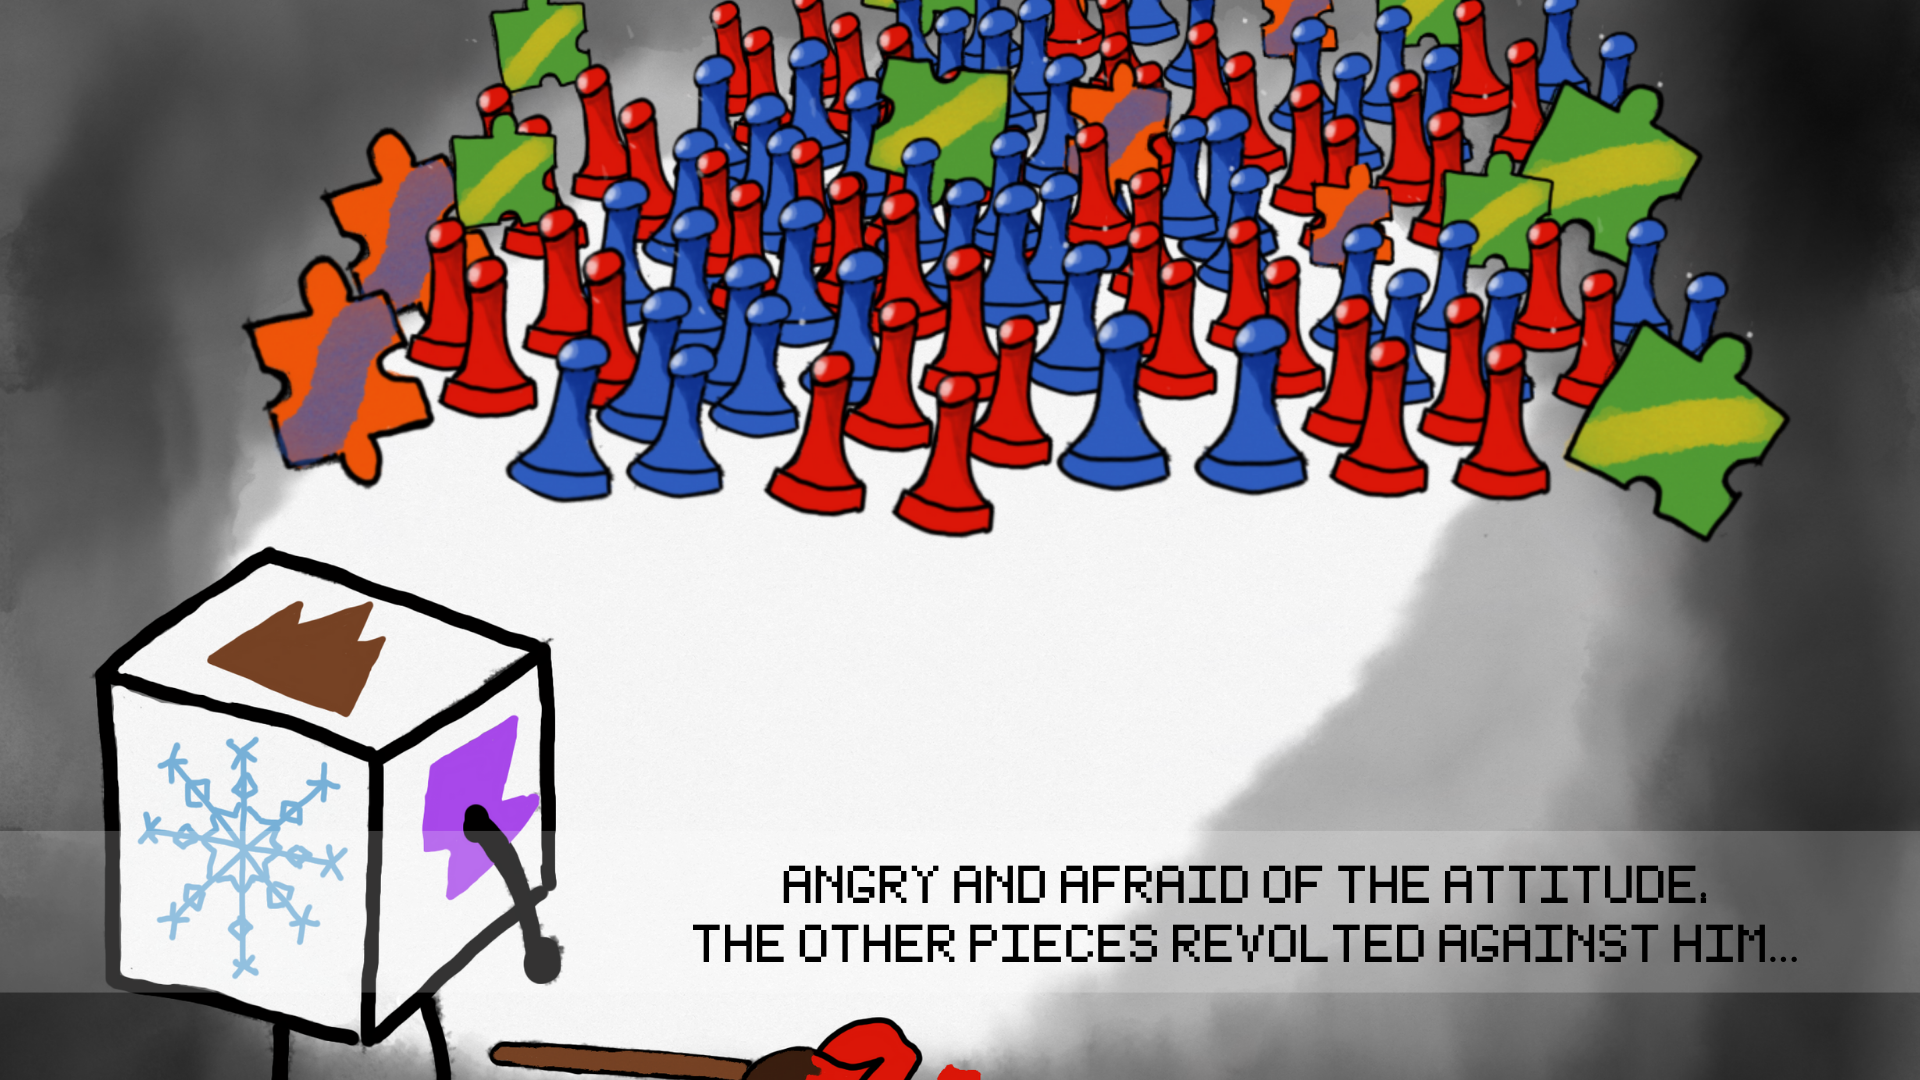 ANGRY AND AFRAID OF THE ATTITUDE.
THE OTHER PIECES REVOLTED AGAINST HIM...